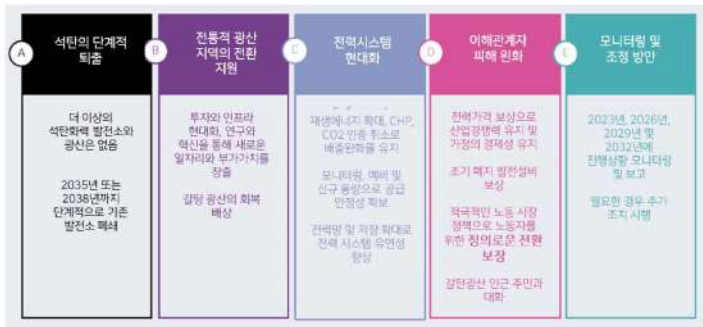 A
석탄의 단계적
퇴출
더 이상의
석탄화력 발전소와
광산은 없음
2035년 또는
2038년까지
단계적으로 기존
발전소 폐쇄
B
전통적 광산
지역의 전환
지원
투자와 인프라
현대화, 연구와
혁신을 통해 새로운
일자리와 부가가치를
창출
갈탕 광산의 회복
배상
C
전력시스템
현대화
재생에너지 확대, CHP,
CO2 인증 취소로
배출완화를 유지
모니터링, 예비 및
신규 용량으로 공급
안정성 확보
전력망 및 저장 확대로
전력 시스템 유연성
향상
D
이해관계자
피해 완화
전력가격 보상으로
산업경쟁력 유지 및
가정의 경제성 유지
조기 폐지 발전설비
보상
적극적인 노동 시장
정책으로 노동자를
위한 정의로운 전환
보장
갈탄광산 인근 주민과
대화
E
모니터링 및
조정 방안
2023년, 2026년,
2029년 및
2032년에
진행상황 모니타링
및 보고
필요한 경우 추가
조치 시행